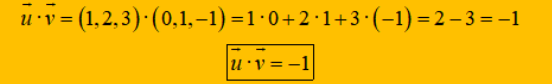 u⃗ · v⃗ = (1,2,3)·(0,1,−1) = 1·0 + 2·1 + 3·(−1) = 2 − 3 = −1
u⃗ · v⃗ = −1